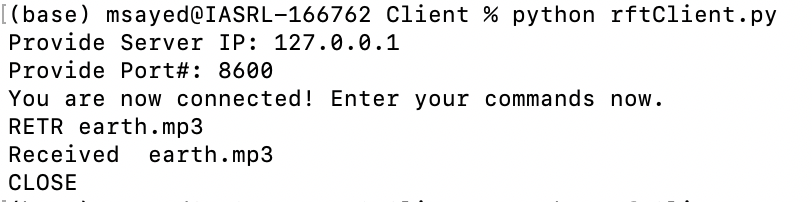 (base) msayed@IASRL-166762 Client % python rftClient.py
Provide Server IP: 127.0.0.1
Provide Port#: 8600
You are now connected! Enter your commands now.
RETR earth.mp3
Received  earth.mp3
CLOSE